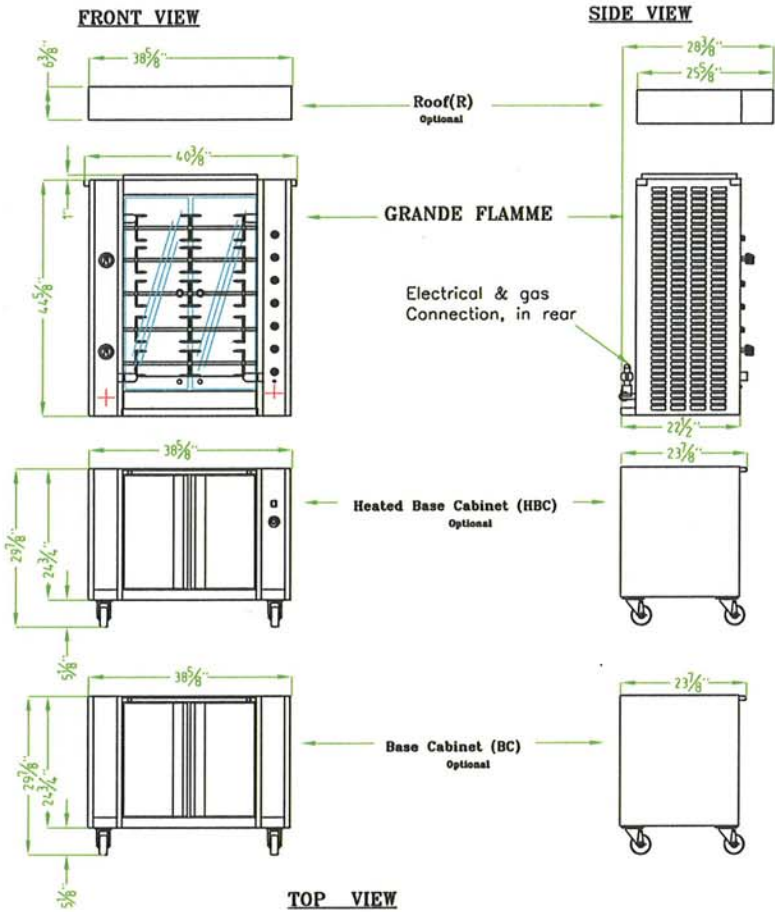 FRONT VIEW
SIDE VIEW
6⅜"
38⅝"
28⅜"
25⅝"
Roof(R)
Optional
40⅜"
1"
44⅝"
GRANDE FLAMME
Electrical & gas
Connection, in rear
22½"
38⅝"
23⅞"
Heated Base Cabinet (HBC)
Optional
29⅞"
24¾"
5⅛"
38⅝"
23⅞"
Base Cabinet (BC)
Optional
29⅞"
24¾"
5⅛"
TOP VIEW